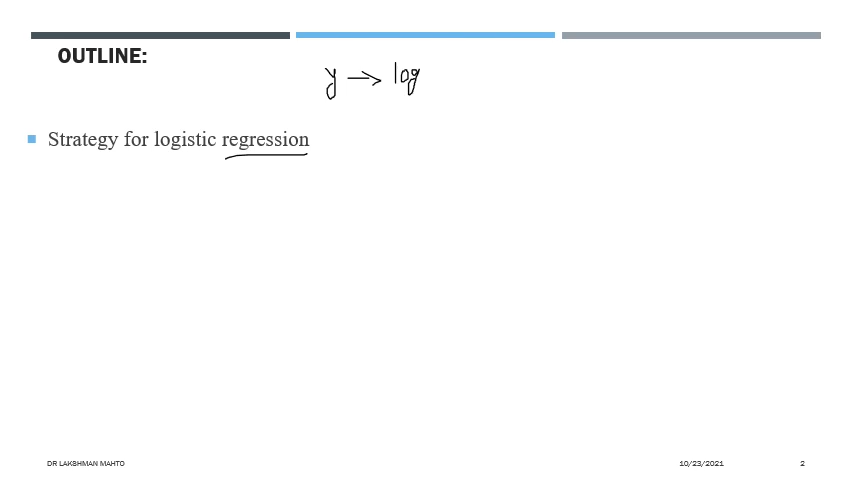 OUTLINE:
y → log
Strategy for logistic regression
DR LAKSHMAN MAHTO 10/23/2021 2